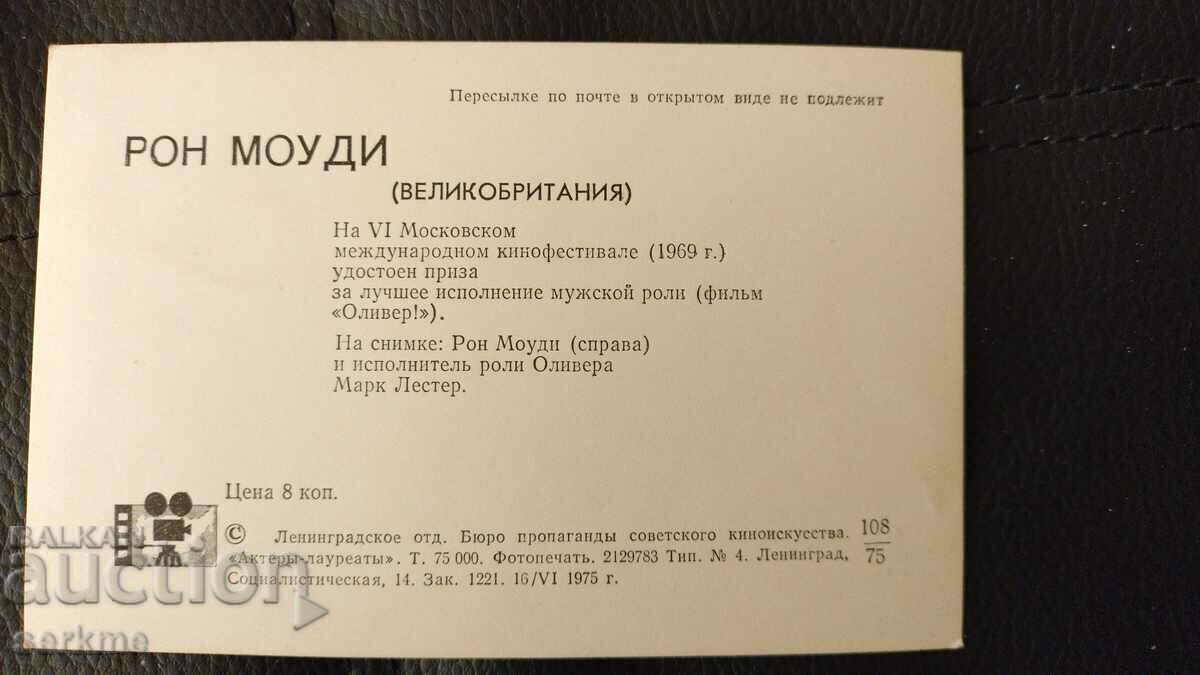 Пересылке по почте в открытом виде не подлежит
РОН МОУДИ
(ВЕЛИКОБРИТАНИЯ)
На VI Московском
международном кинофестивале (1969 г.)
удостоен приза
за лучшее исполнение мужской роли (фильм
«Оливер!»).
На снимке: Рон Моуди (справа)
и исполнитель роли Оливера
Марк Лестер.
Цена 8 коп.
© Ленинградское отд. Бюро пропаганды советского киноискусства. 108/75
«Актеры-лауреаты». Т. 75 000. Фотопечать. 2129783 Тип. № 4. Ленинград,
Социалистическая, 14. Зак. 1221. 16/VI 1975 г.
BALKAN
auction
serkme